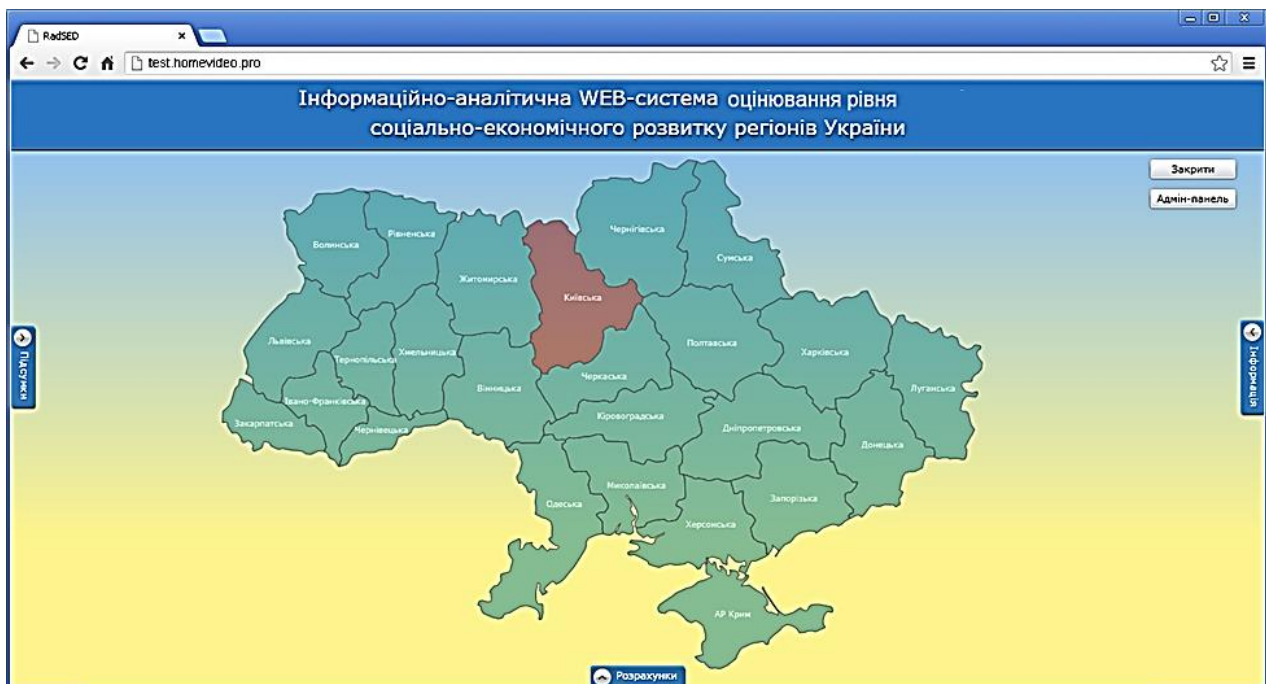 RadSED
test.homevideo.pro
Інформаційно-аналітична WEB-система оцінювання рівня
соціально-економічного розвитку регіонів України
Закрити
Адмін-панель
Волинська
Рівненська
Житомирська
Київська
Чернігівська
Сумська
Львівська
Тернопільська
Хмельницька
Вінницька
Черкаська
Полтавська
Харківська
Луганська
Закарпатська
Івано-Франківська
Чернівецька
Кіровоградська
Дніпропетровська
Донецька
Одеська
Миколаївська
Херсонська
Запорізька
АР Крим
Підсумки
Інформація
Розрахунки